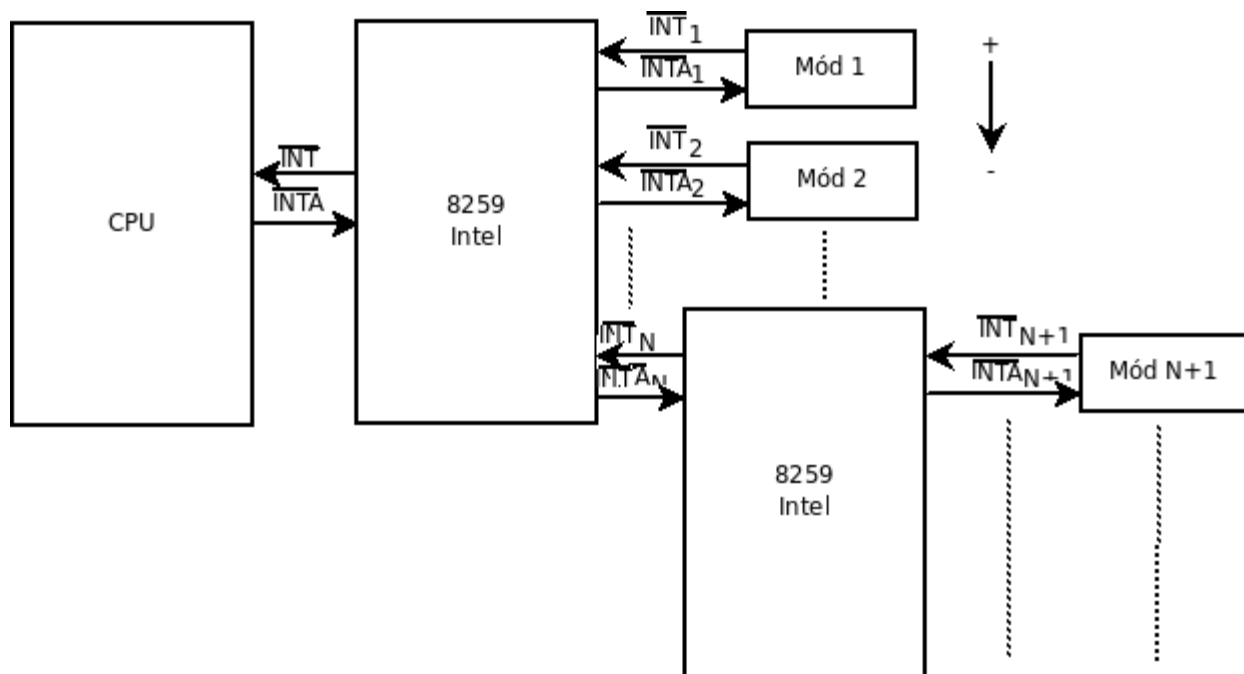 INT1
INTA1
Mód 1
+
INT2
INTA2
Mód 2
-
INT
INTA
CPU
8259
Intel
INTN
INTAN
INTN+1
INTAN+1
Mód N+1
8259
Intel